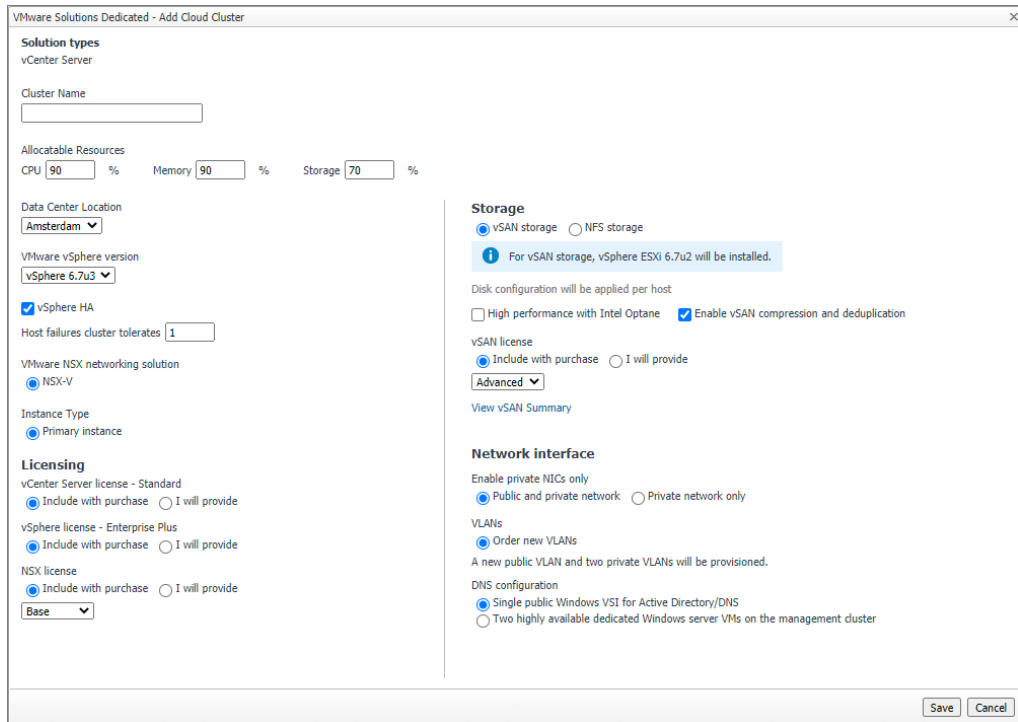 VMware Solutions Dedicated - Add Cloud Cluster
Solution types
vCenter Server
Cluster Name
Allocatable Resources
CPU 90 % Memory 90 % Storage 70 %
Data Center Location
Amsterdam
VMware vSphere version
vSphere 6.7u3
vSphere HA
Host failures cluster tolerates 1
VMware NSX networking solution
NSX-V
Instance Type
Primary instance
Licensing
vCenter Server license - Standard
Include with purchase I will provide
vSphere license - Enterprise Plus
Include with purchase I will provide
NSX license
Include with purchase I will provide
Base
Storage
vSAN storage NFS storage
For vSAN storage, vSphere ESXi 6.7u2 will be installed.
Disk configuration will be applied per host
High performance with Intel Optane Enable vSAN compression and deduplication
vSAN license
Include with purchase I will provide
Advanced
View vSAN Summary
Network interface
Enable private NICs only
Public and private network Private network only
VLANs
Order new VLANs
A new public VLAN and two private VLANs will be provisioned.
DNS configuration
Single public Windows VSI for Active Directory/DNS
Two highly available dedicated Windows server VMs on the management cluster
Save Cancel